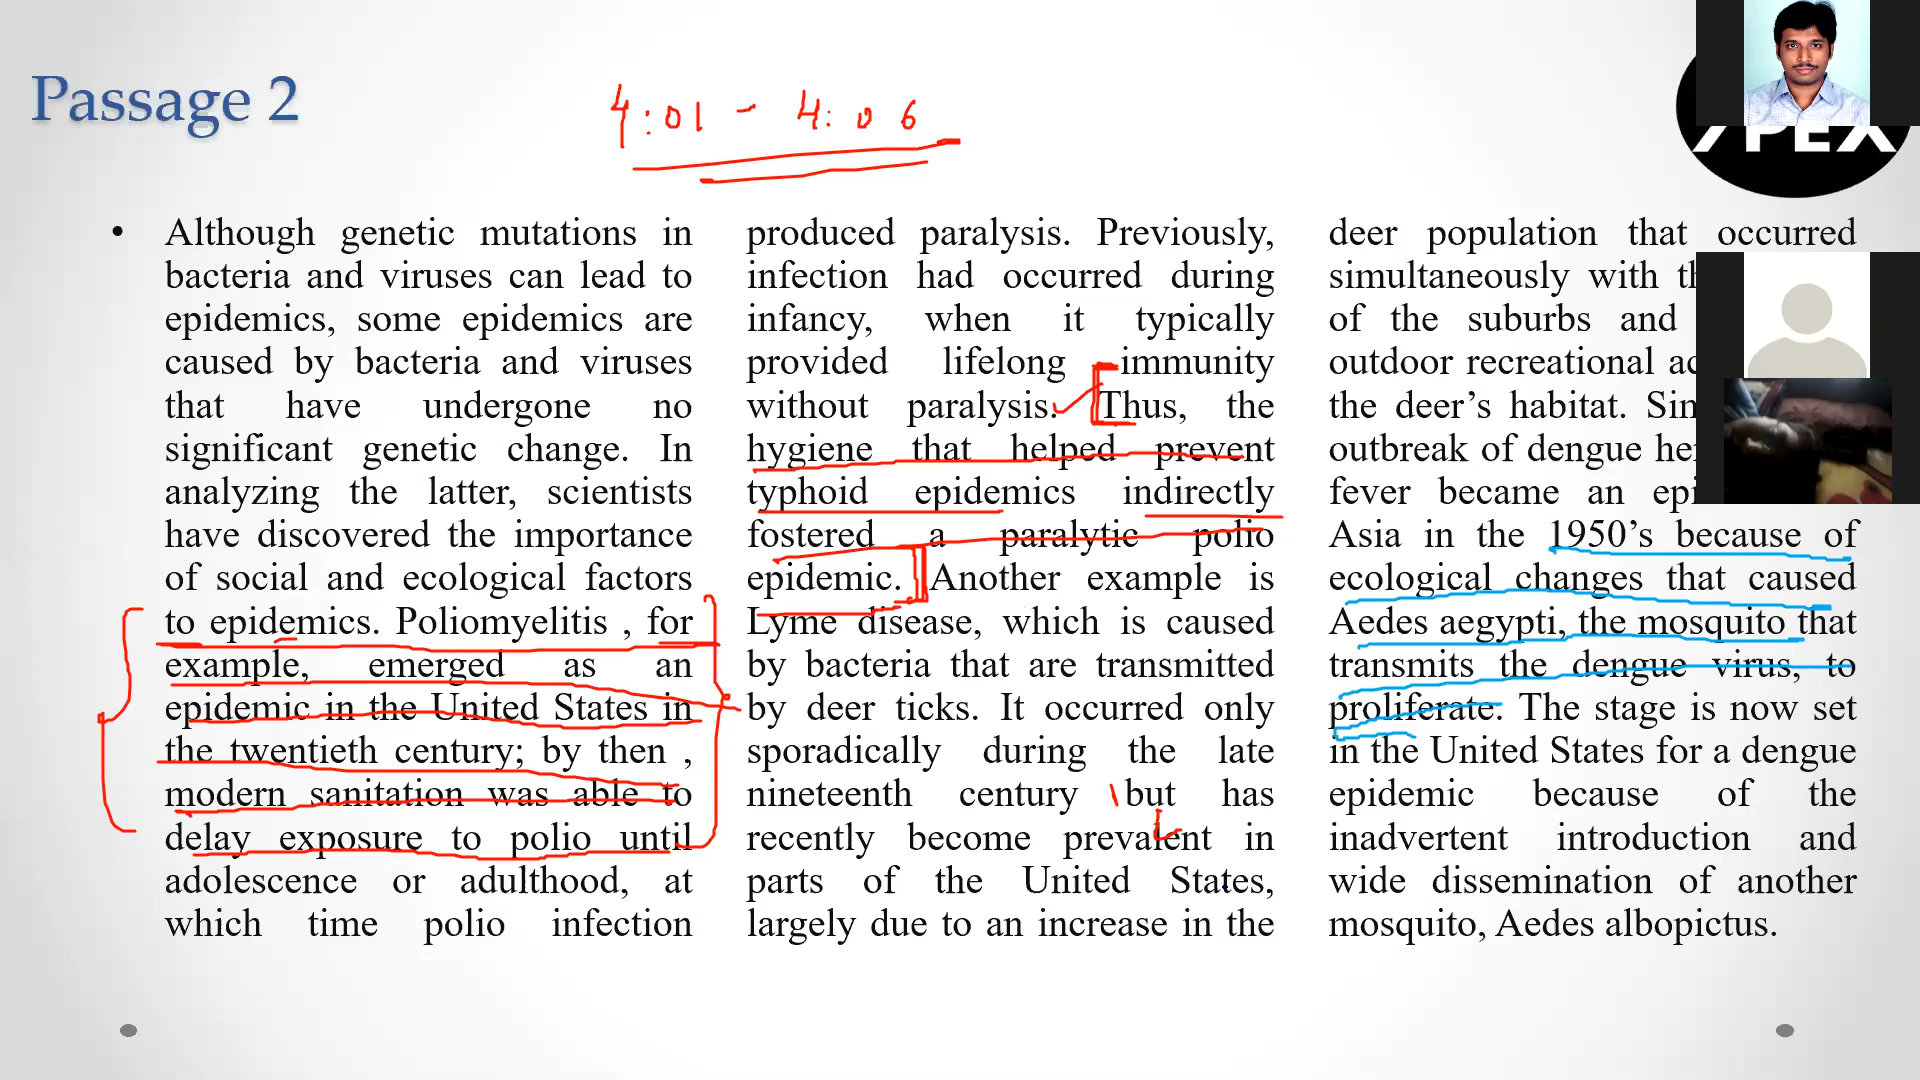 Passage 2
4:01 - 4:06
APEX
• Although genetic mutations in
bacteria and viruses can lead to
epidemics, some epidemics are
caused by bacteria and viruses
that have undergone no
significant genetic change. In
analyzing the latter, scientists
have discovered the importance
of social and ecological factors
to epidemics. Poliomyelitis , for
example, emerged as an
epidemic in the United States in
the twentieth century; by then ,
modern sanitation was able to
delay exposure to polio until
adolescence or adulthood, at
which time polio infection
produced paralysis. Previously,
infection had occurred during
infancy, when it typically
provided lifelong immunity
without paralysis. Thus, the
hygiene that helped prevent
typhoid epidemics indirectly
fostered a paralytic polio
epidemic. Another example is
Lyme disease, which is caused
by bacteria that are transmitted
by deer ticks. It occurred only
sporadically during the late
nineteenth century but has
recently become prevalent in
parts of the United States,
largely due to an increase in the
deer population that occurred
simultaneously with
of the suburbs and
outdoor recreational
the deer's habitat.
outbreak of dengue
fever became an
Asia in the 1950's because of
ecological changes that caused
Aedes aegypti, the mosquito that
transmits the dengue virus, to
proliferate. The stage is now set
in the United States for a dengue
epidemic because of the
inadvertent introduction and
wide dissemination of another
mosquito, Aedes albopictus.